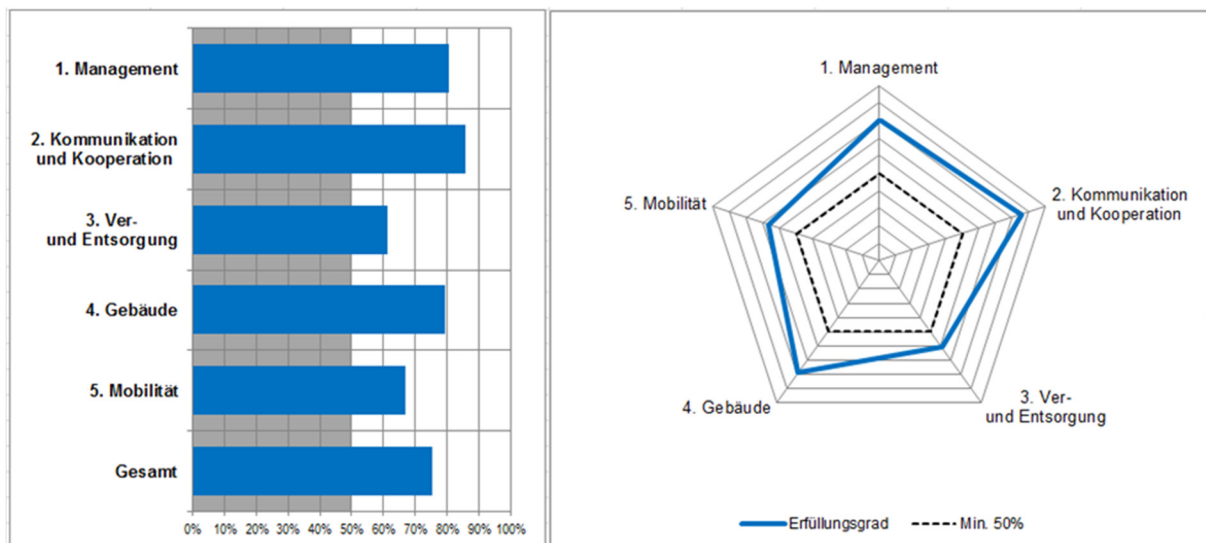 1. Management
2. Kommunikation
und Kooperation
3. Ver-
und Entsorgung
4. Gebäude
5. Mobilität
Gesamt
0% 10% 20% 30% 40% 50% 60% 70% 80% 90% 100%
1. Management
2. Kommunikation
und Kooperation
3. Ver-
und Entsorgung
4. Gebäude
5. Mobilität
Erfüllungsgrad
Min. 50%